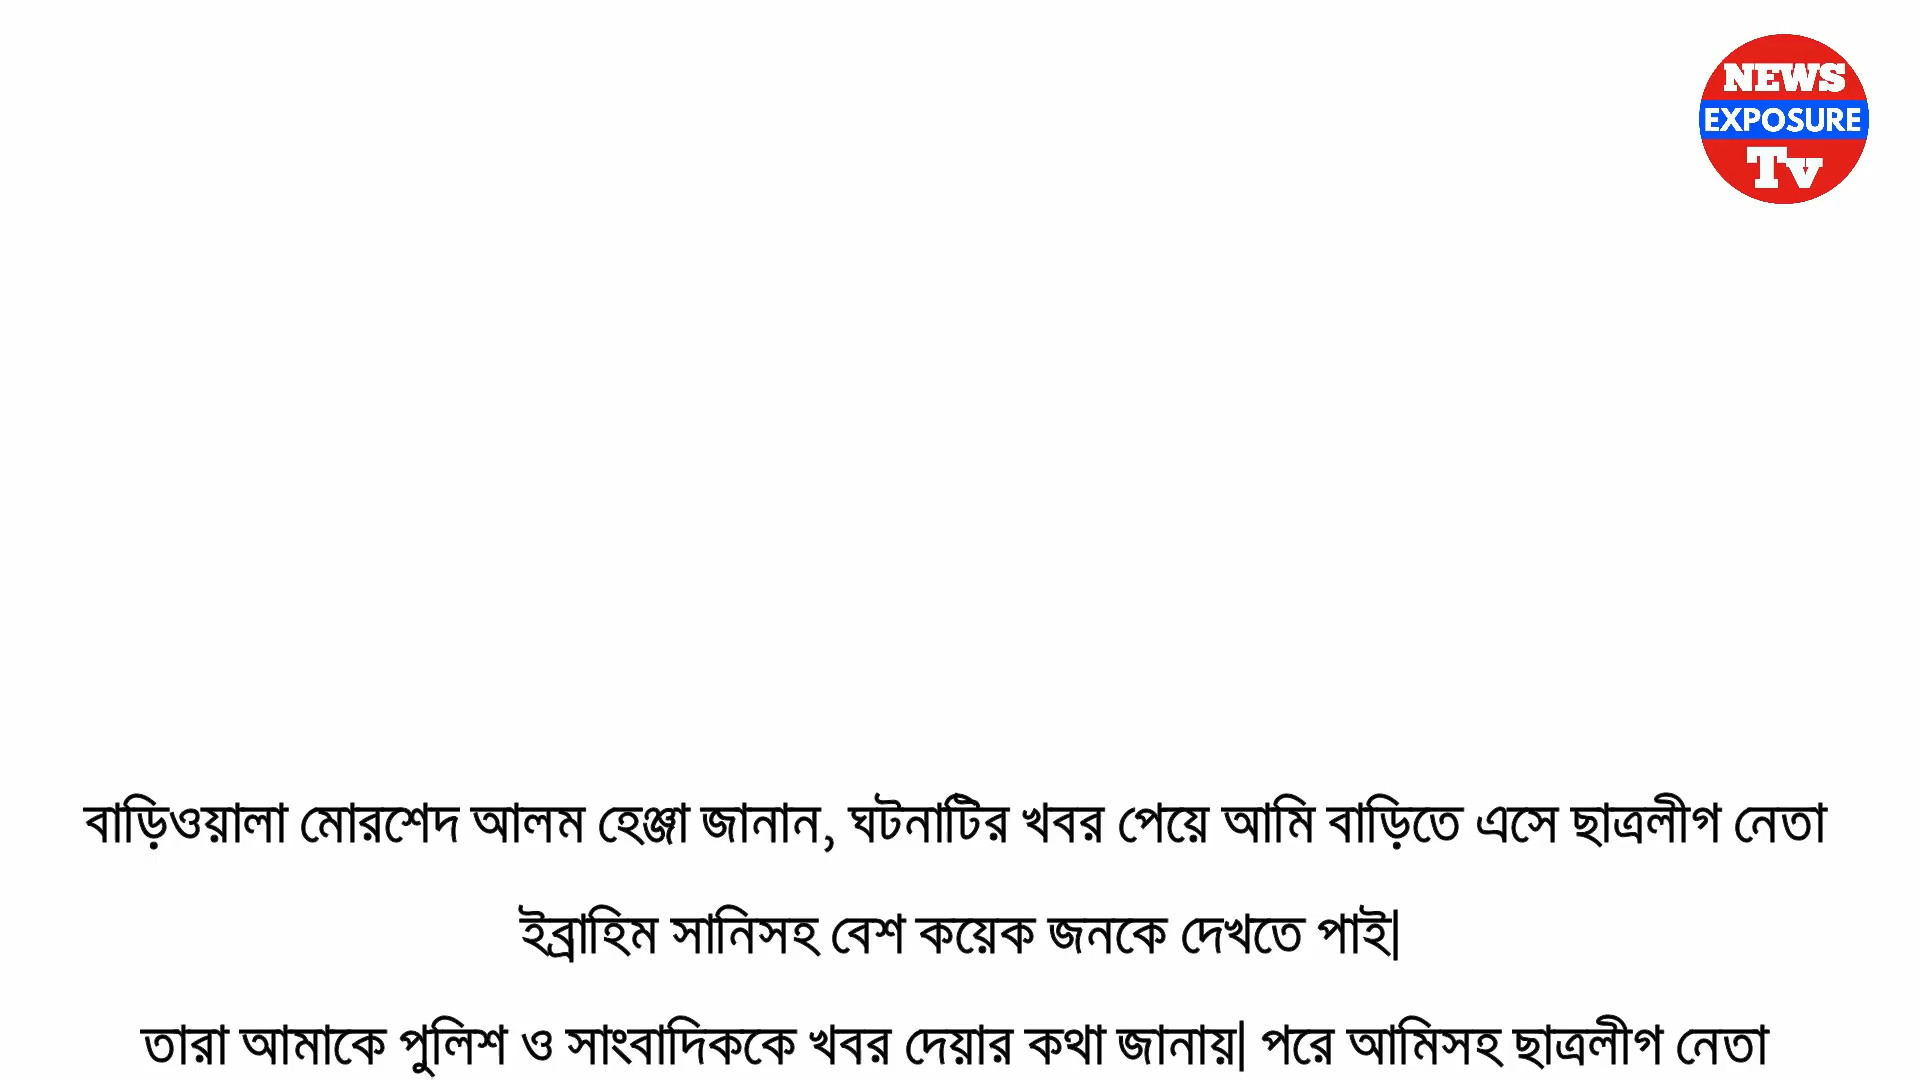 NEWS
EXPOSURE
Tv
বাড়িওয়ালা মোরশেদ আলম হেঞ্জা জানান, ঘটনাটির খবর পেয়ে আমি বাড়িতে এসে ছাত্রলীগ নেতা
ইব্রাহিম সানিসহ বেশ কয়েক জনকে দেখতে পাই|
তারা আমাকে পুলিশ ও সাংবাদিককে খবর দেয়ার কথা জানায়| পরে আমিসহ ছাত্রলীগ নেতা